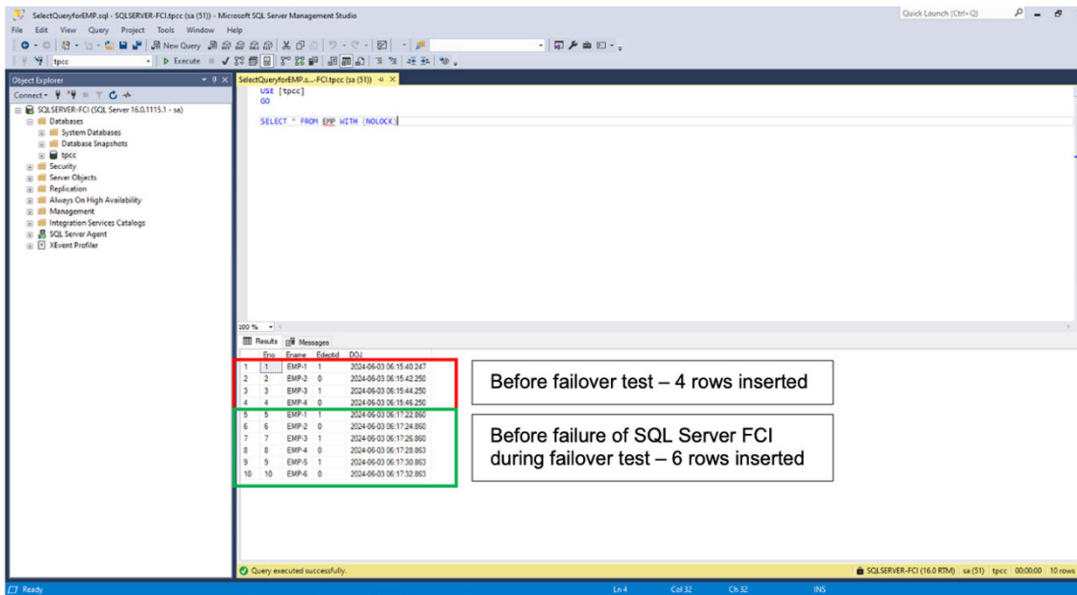 SelectQueryforEMP.sql - SQLSERVER-FCI.tpcc (sa (51)) - Microsoft SQL Server Management Studio
Quick Launch (Ctrl+Q)
File Edit View Query Project Tools Window Help
New Query
tpcc
Execute
Object Explorer
SelectQueryforEMP.s...-FCI.tpcc (sa (51))
Connect
USE [tpcc]
GO
SELECT * FROM EMP WITH (NOLOCK)
SQLSERVER-FCI (SQL Server 16.0.1115.1 - sa)
Databases
System Databases
Database Snapshots
tpcc
Security
Server Objects
Replication
Always On High Availability
Management
Integration Services Catalogs
SQL Server Agent
XEvent Profiler
100 %
Results Messages
Eno Ename Edeptid DOJ
1 1 EMP-1 1 2024-06-03 06:15:40.247
2 2 EMP-2 0 2024-06-03 06:15:42.250
3 3 EMP-3 1 2024-06-03 06:15:44.250
4 4 EMP-4 0 2024-06-03 06:15:46.250
5 5 EMP-1 1 2024-06-03 06:17:22.860
6 6 EMP-2 0 2024-06-03 06:17:24.860
7 7 EMP-3 1 2024-06-03 06:17:26.860
8 8 EMP-4 0 2024-06-03 06:17:28.863
9 9 EMP-5 1 2024-06-03 06:17:30.863
10 10 EMP-6 0 2024-06-03 06:17:32.863
Before failover test – 4 rows inserted
Before failure of SQL Server FCI
during failover test – 6 rows inserted
Query executed successfully.
SQLSERVER-FCI (16.0 RTM) sa (51) tpcc 00:00:00 10 rows
Ready
Ln 4 Col 32 Ch 32 INS